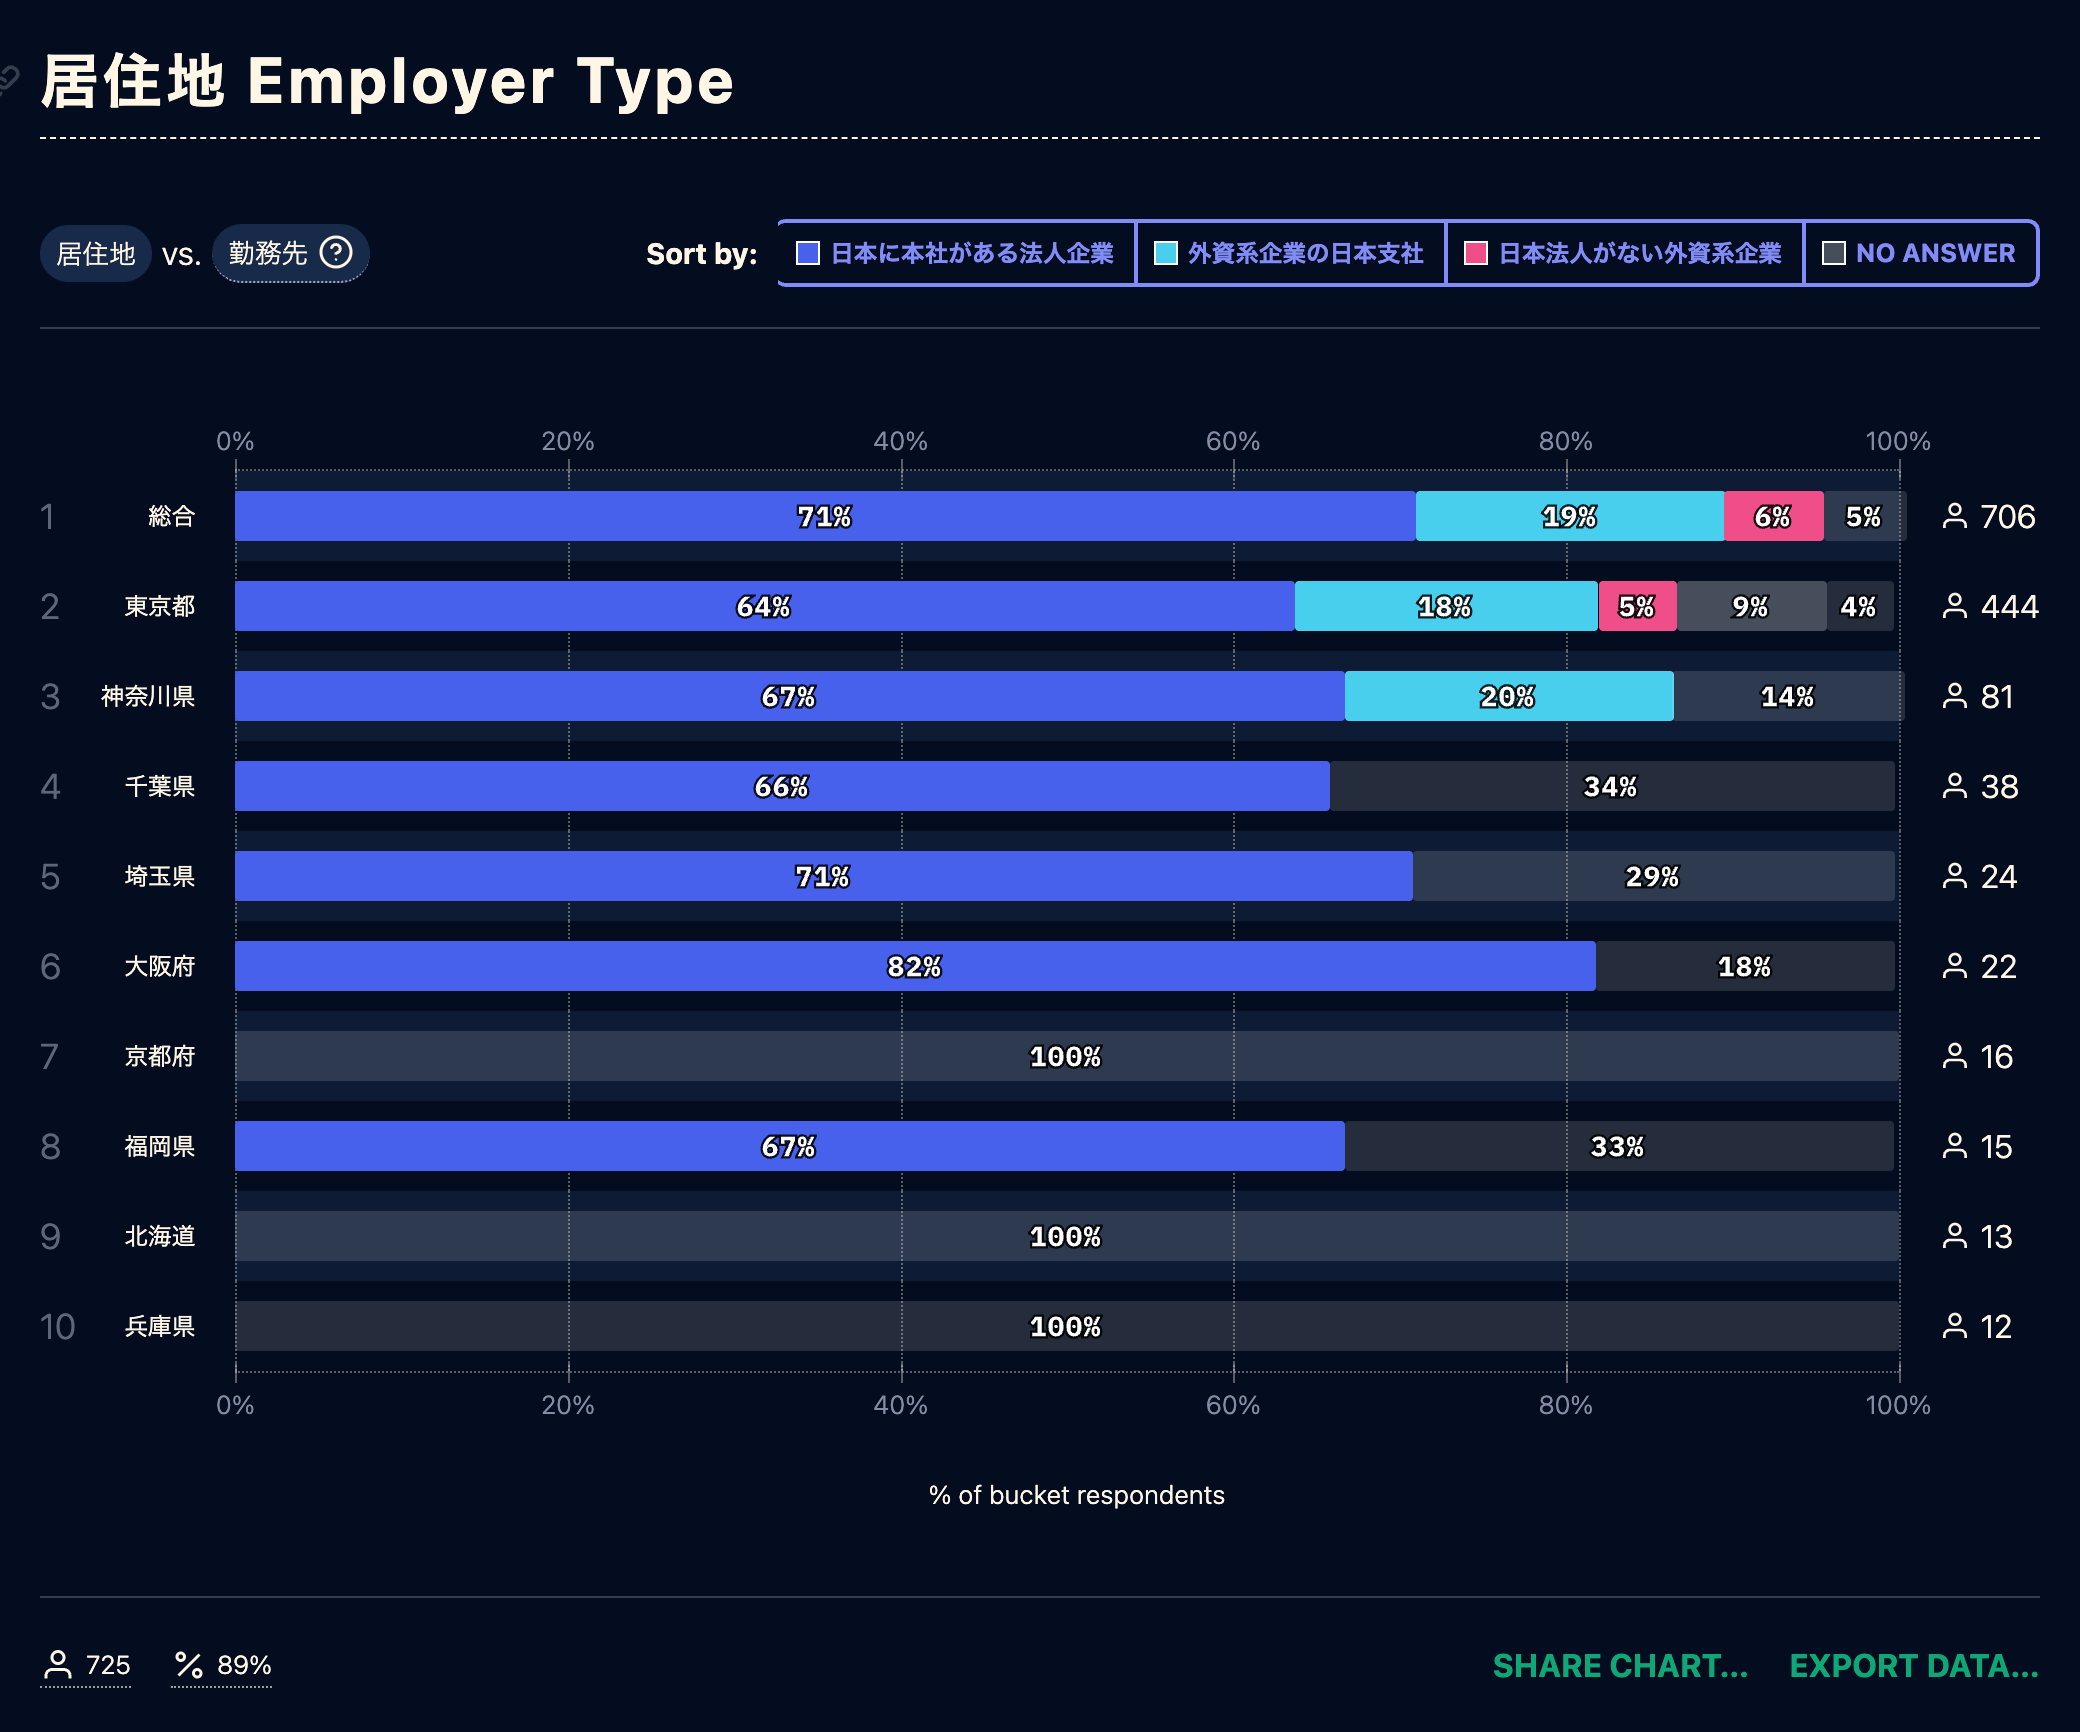 居住地 Employer Type
居住地 vs. 勤務先 ?
Sort by: 日本に本社がある法人企業 外資系企業の日本支社 日本法人がない外資系企業 NO ANSWER
0% 20% 40% 60% 80% 100%
1 総合 71% 19% 6% 5% 706
2 東京都 64% 18% 5% 9% 4% 444
3 神奈川県 67% 20% 14% 81
4 千葉県 66% 34% 38
5 埼玉県 71% 29% 24
6 大阪府 82% 18% 22
7 京都府 100% 16
8 福岡県 67% 33% 15
9 北海道 100% 13
10 兵庫県 100% 12
0% 20% 40% 60% 80% 100%
% of bucket respondents
725 % 89% SHARE CHART... EXPORT DATA...